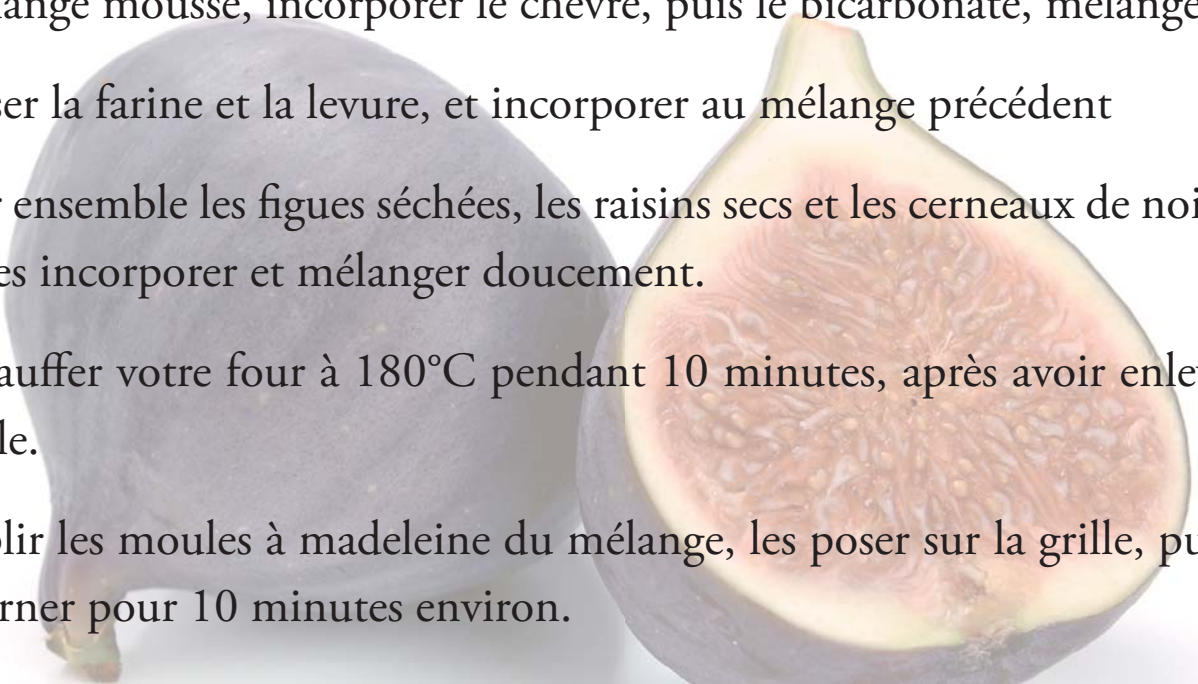 lange mousse, incorporer le chèvre, puis le bicarbonate, mélange
ser la farine et la levure, et incorporer au mélange précédent
r ensemble les figues séchées, les raisins secs et les cerneaux de noi
es incorporer et mélanger doucement.
auffer votre four à 180°C pendant 10 minutes, après avoir enle
le.
lir les moules à madeleine du mélange, les poser sur la grille, pu
rner pour 10 minutes environ.